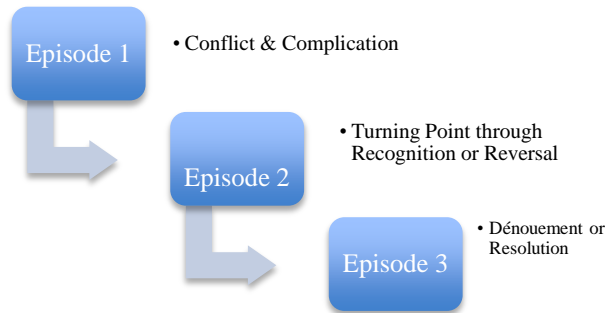 Episode 1
• Conflict & Complication
Episode 2
• Turning Point through
Recognition or Reversal
Episode 3
• Dénouement or
Resolution